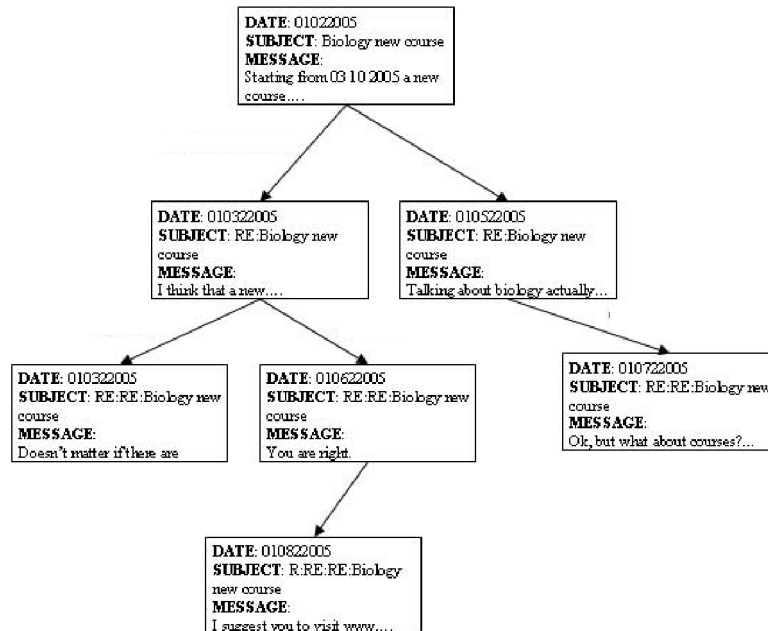 DATE: 01022005
SUBJECT: Biology new course
MESSAGE:
Starting from 03 10 2005 a new
course....
DATE: 010322005
SUBJECT: RE:Biology new
course
MESSAGE:
I think that a new....
DATE: 010522005
SUBJECT: RE:Biology new
course
MESSAGE:
Talking about biology actually...
DATE: 010322005
SUBJECT: RE:RE:Biology new
course
MESSAGE:
Doesn't matter if there are
DATE: 010622005
SUBJECT: RE:RE:Biology new
course
MESSAGE:
You are right.
DATE: 010722005
SUBJECT: RE:RE:Biology new
course
MESSAGE:
Ok, but what about courses?...
DATE: 010822005
SUBJECT: R:RE:RE:Biology
new course
MESSAGE:
I suggest you to visit www....